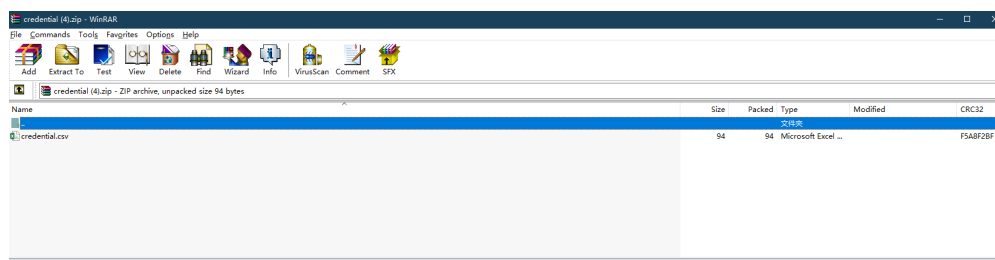 credential (4).zip - WinRAR
File Commands Tools Favorites Options Help
Add Extract To Test View Delete Find Wizard Info VirusScan Comment SFX
credential (4).zip - ZIP archive, unpacked size 94 bytes
Name Size Packed Type Modified CRC32
.. 文件夹
credential.csv 94 94 Microsoft Excel ... F5A8F2BF